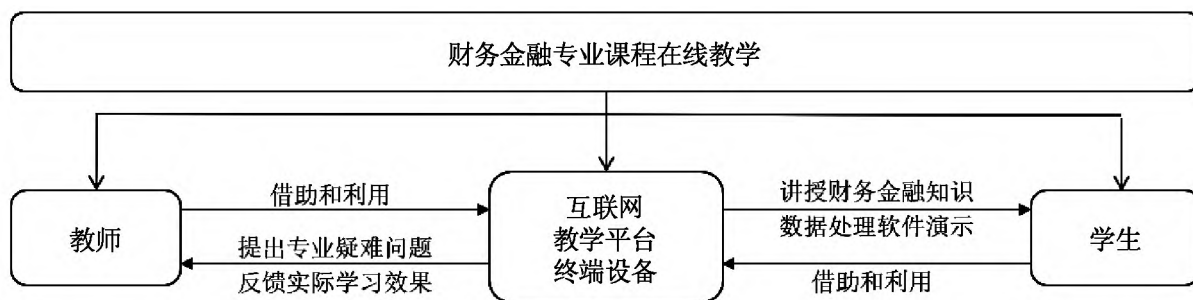 财务金融专业课程在线教学
教师
借助和利用
提出专业疑难问题
反馈实际学习效果
互联网
教学平台
终端设备
讲授财务金融知识
数据处理软件演示
借助和利用
学生